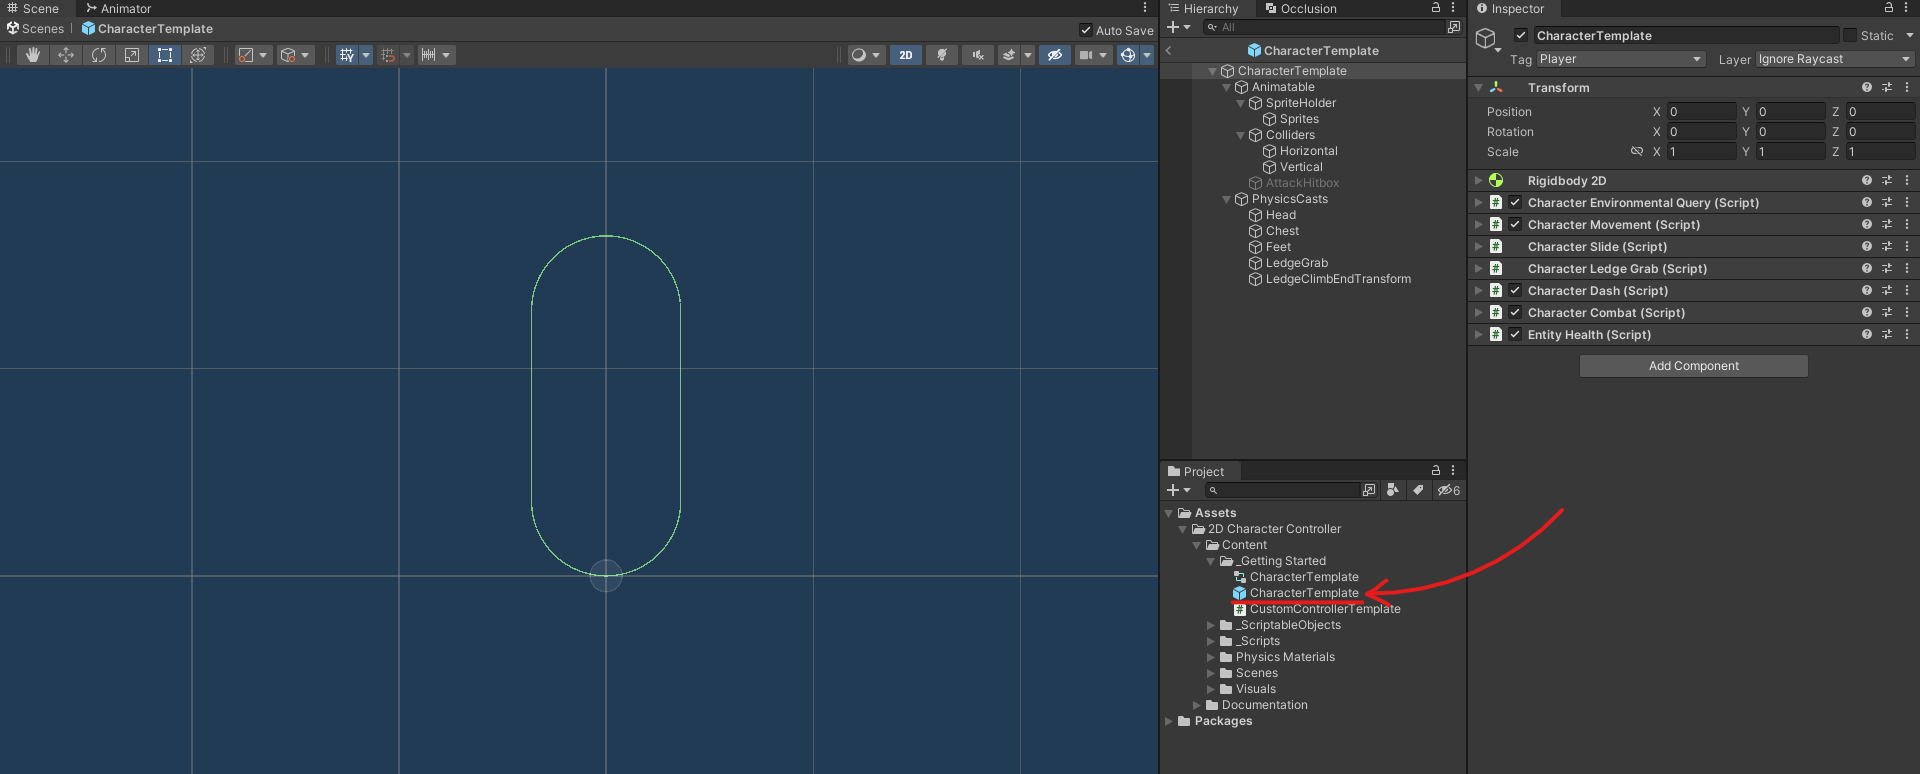 Scene
Animator
Scenes
CharacterTemplate
Auto Save
2D
Hierarchy
Occlusion
All
CharacterTemplate
CharacterTemplate
Animatable
SpriteHolder
Sprites
Colliders
Horizontal
Vertical
AttackHitbox
PhysicsCasts
Head
Chest
Feet
LedgeGrab
LedgeClimbEndTransform
Project
6
Assets
2D Character Controller
Content
_Getting Started
CharacterTemplate
CharacterTemplate
CustomControllerTemplate
_ScriptableObjects
_Scripts
Physics Materials
Scenes
Visuals
Documentation
Packages
Inspector
CharacterTemplate
Static
Tag Player Layer Ignore Raycast
Transform
Position X 0 Y 0 Z 0
Rotation X 0 Y 0 Z 0
Scale X 1 Y 1 Z 1
Rigidbody 2D
# Character Environmental Query (Script)
# Character Movement (Script)
# Character Slide (Script)
# Character Ledge Grab (Script)
# Character Dash (Script)
# Character Combat (Script)
# Entity Health (Script)
Add Component